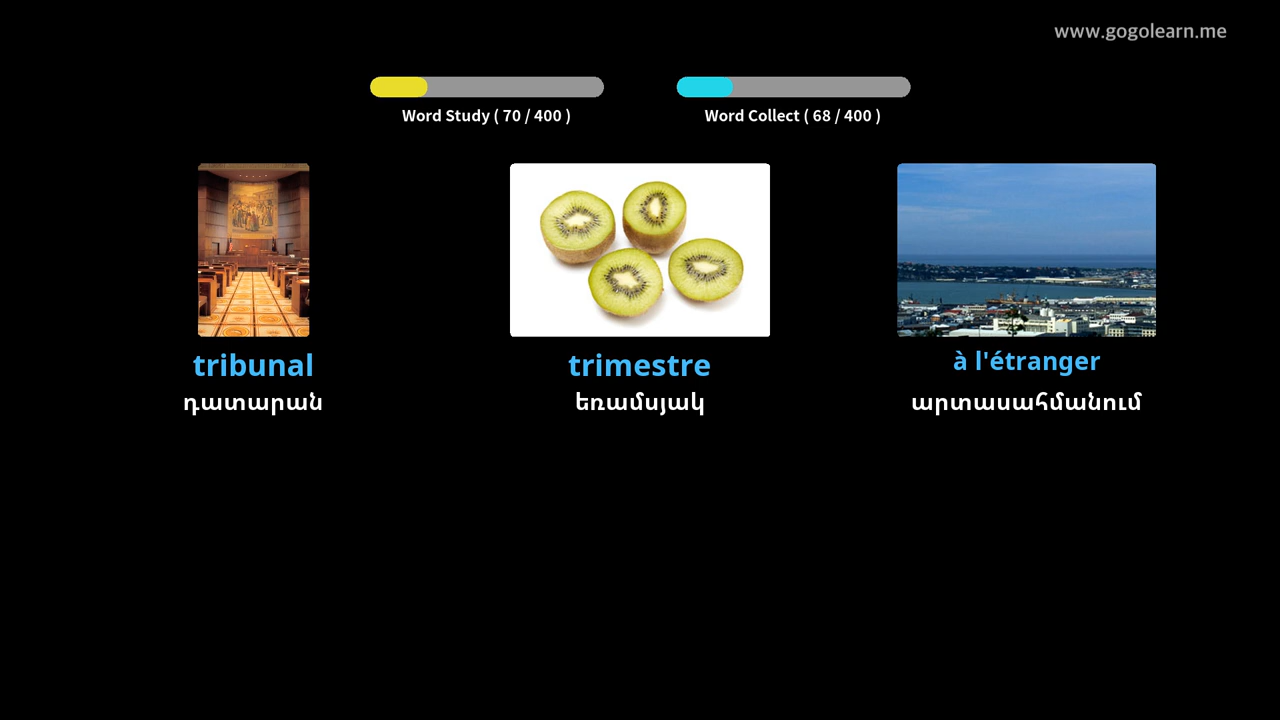 www.gogolearn.me
Word Study ( 70 / 400 )
Word Collect ( 68 / 400 )
tribunal
դատարան
trimestre
եռամսյակ
à l'étranger
արտասահմանում